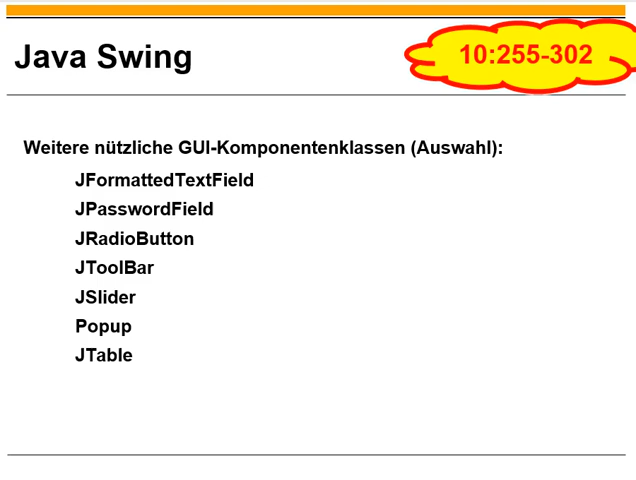 Java Swing
10:255-302
Weitere nützliche GUI-Komponentenklassen (Auswahl):
JFormattedTextField
JPasswordField
JRadioButton
JToolBar
JSlider
Popup
JTable